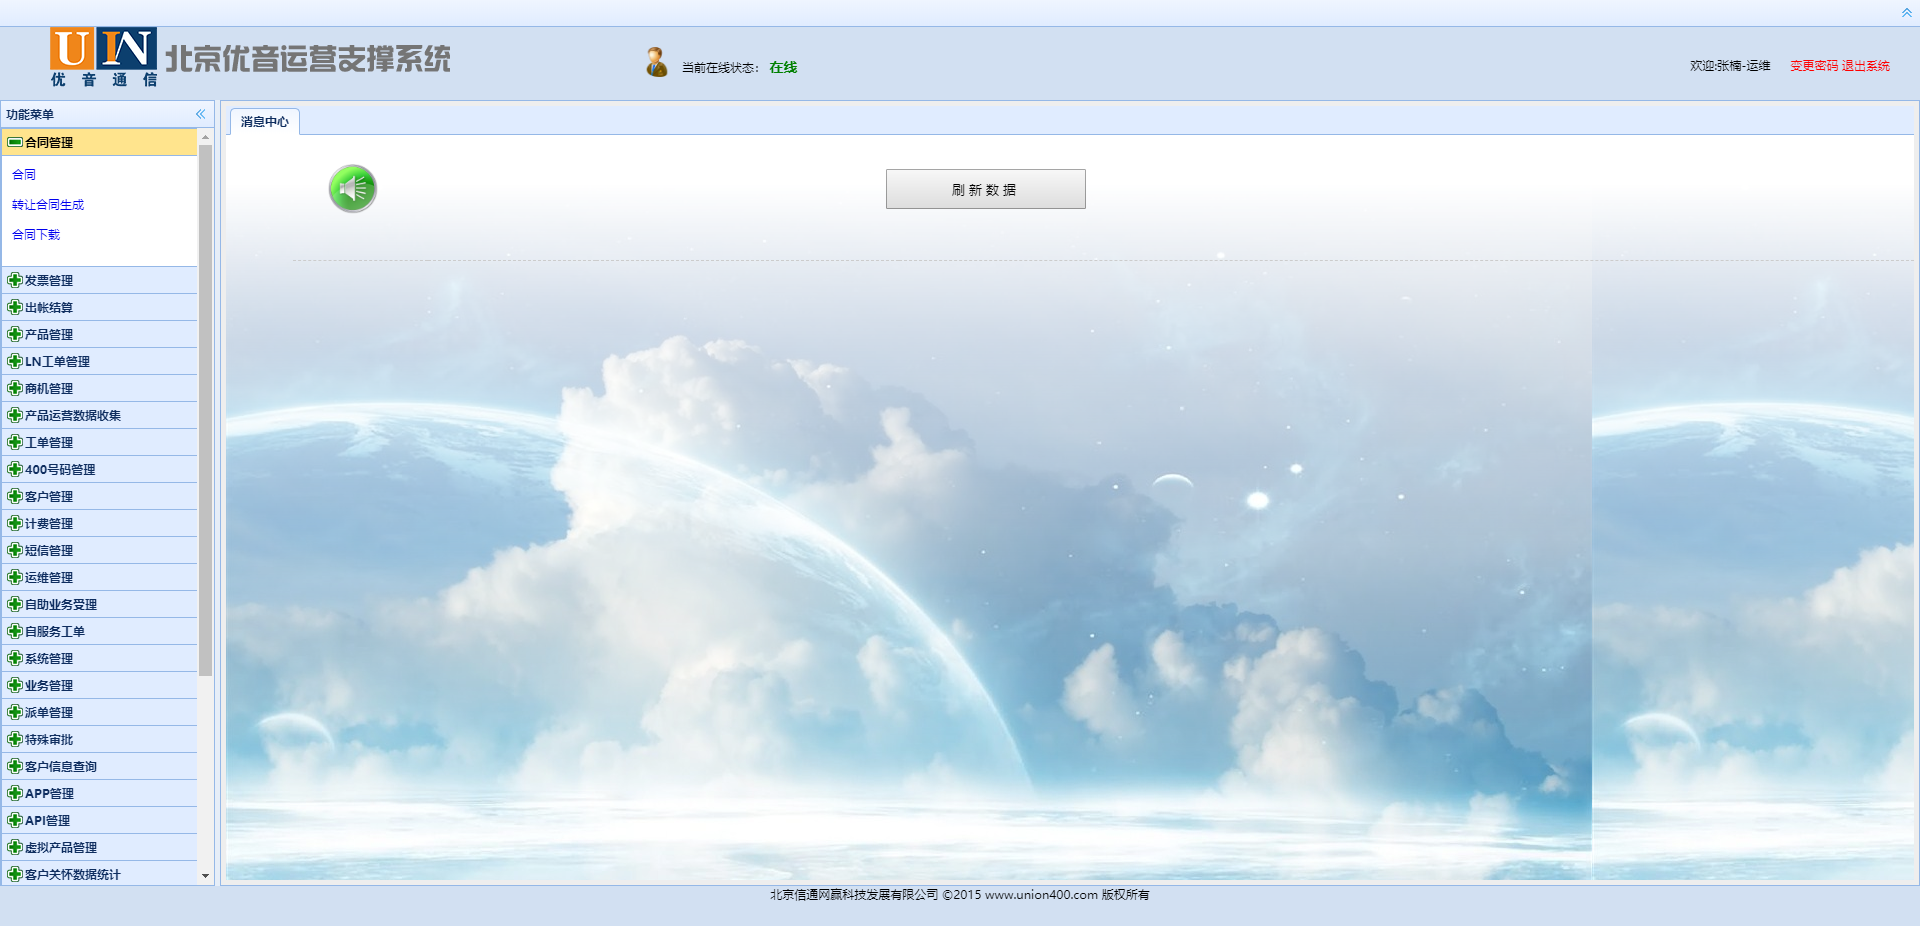 UIN
优音通信
北京优音运营支撑系统
当前在线状态： 在线
欢迎:张楠-运维 变更密码 退出系统
功能菜单
消息中心
合同管理
合同
转让合同生成
合同下载
刷 新 数 据
发票管理
出帐结算
产品管理
LN工单管理
商机管理
产品运营数据收集
工单管理
400号码管理
客户管理
计费管理
短信管理
运维管理
自助业务受理
自服务工单
系统管理
业务管理
派单管理
特殊审批
客户信息查询
APP管理
API管理
虚拟产品管理
客户关怀数据统计
北京信通网赢科技发展有限公司 ©2015 www.union400.com 版权所有